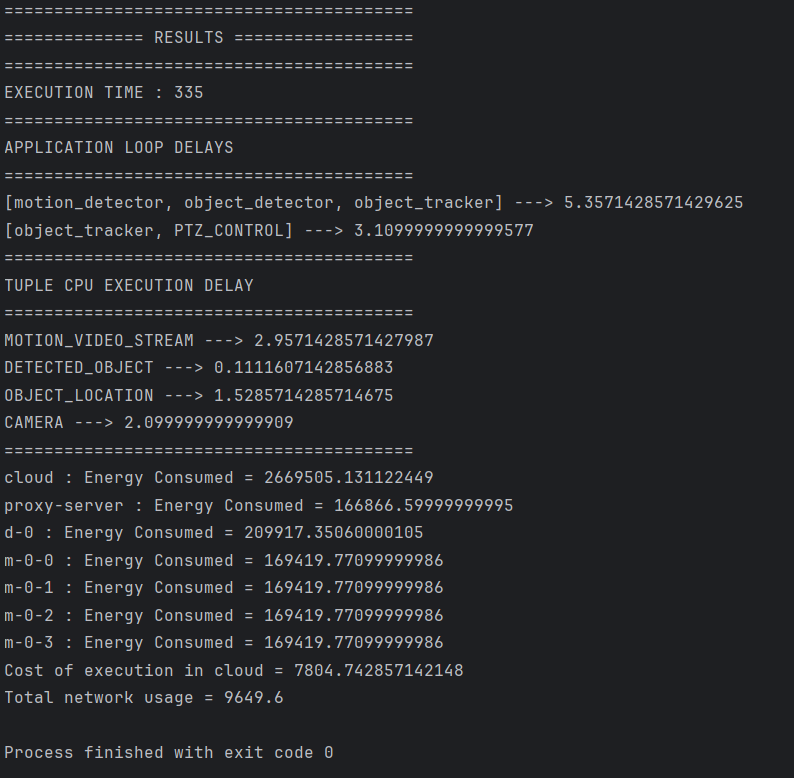 =========================================
============== RESULTS ==================
=========================================
EXECUTION TIME : 335
=========================================
APPLICATION LOOP DELAYS
=========================================
[motion_detector, object_detector, object_tracker] ---> 5.3571428571429625
[object_tracker, PTZ_CONTROL] ---> 3.1099999999999577
=========================================
TUPLE CPU EXECUTION DELAY
=========================================
MOTION_VIDEO_STREAM ---> 2.9571428571427987
DETECTED_OBJECT ---> 0.1111607142856883
OBJECT_LOCATION ---> 1.5285714285714675
CAMERA ---> 2.099999999999909
=========================================
cloud : Energy Consumed = 2669505.131122449
proxy-server : Energy Consumed = 166866.59999999995
d-0 : Energy Consumed = 209917.35060000105
m-0-0 : Energy Consumed = 169419.77099999986
m-0-1 : Energy Consumed = 169419.77099999986
m-0-2 : Energy Consumed = 169419.77099999986
m-0-3 : Energy Consumed = 169419.77099999986
Cost of execution in cloud = 7804.742857142148
Total network usage = 9649.6
Process finished with exit code 0